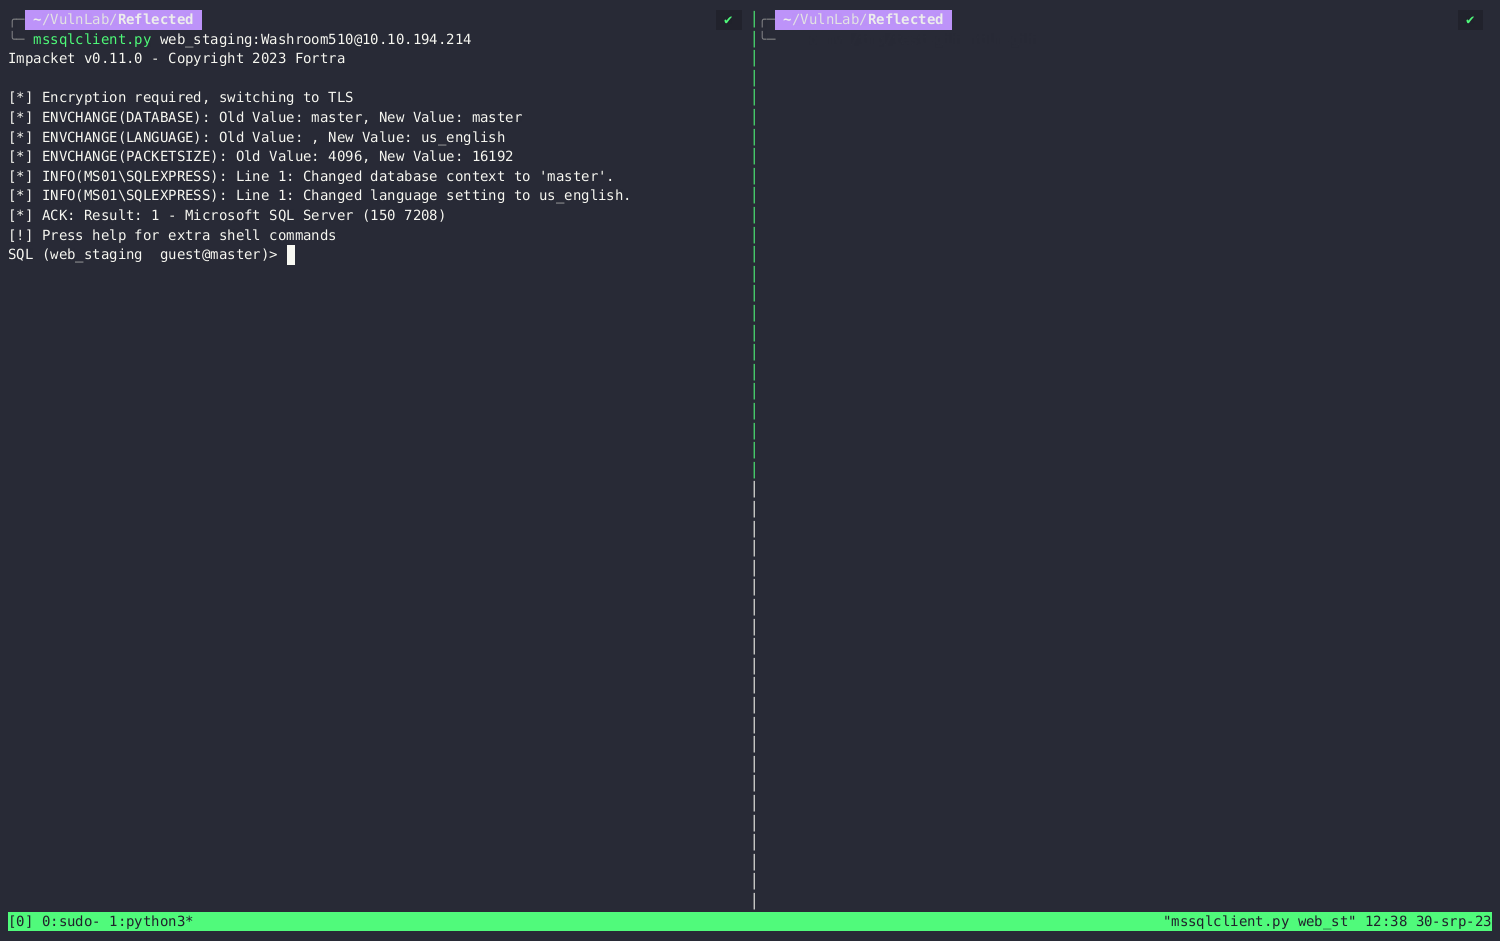 ~/VulnLab/Reflected ✔
mssqlclient.py web_staging:Washroom510@10.10.194.214
Impacket v0.11.0 - Copyright 2023 Fortra
[*] Encryption required, switching to TLS
[*] ENVCHANGE(DATABASE): Old Value: master, New Value: master
[*] ENVCHANGE(LANGUAGE): Old Value: , New Value: us_english
[*] ENVCHANGE(PACKETSIZE): Old Value: 4096, New Value: 16192
[*] INFO(MS01\SQLEXPRESS): Line 1: Changed database context to 'master'.
[*] INFO(MS01\SQLEXPRESS): Line 1: Changed language setting to us_english.
[*] ACK: Result: 1 - Microsoft SQL Server (150 7208)
[!] Press help for extra shell commands
SQL (web_staging  guest@master)>
~/VulnLab/Reflected ✔
[0] 0:sudo- 1:python3* "mssqlclient.py web_st" 12:38 30-srp-23